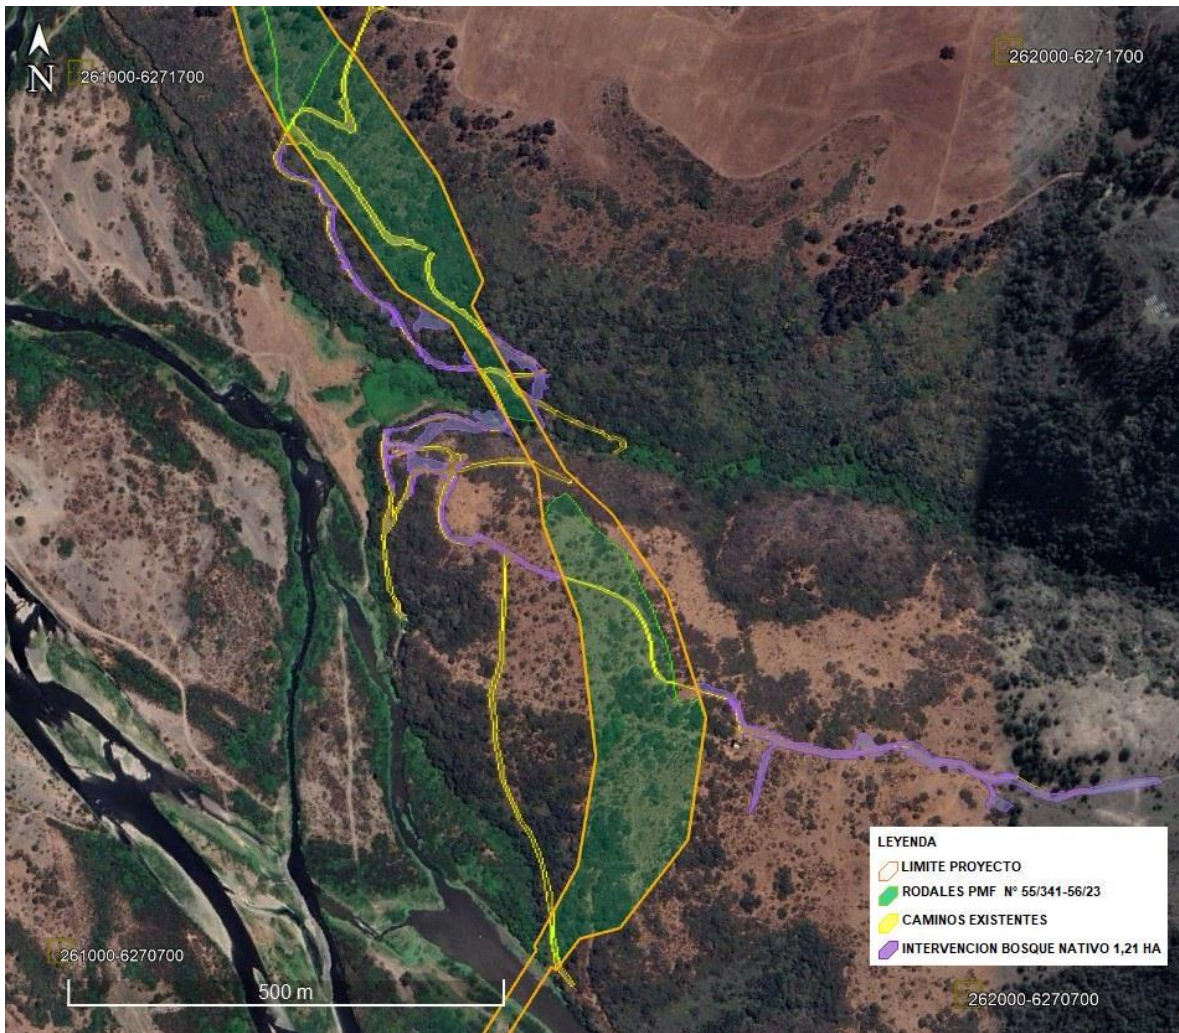 N
261000-6271700
262000-6271700
LEYENDA
LIMITE PROYECTO
RODALES PMF N° 55/341-56/23
CAMINOS EXISTENTES
INTERVENCION BOSQUE NATIVO 1,21 HA
261000-6270700
500 m
262000-6270700